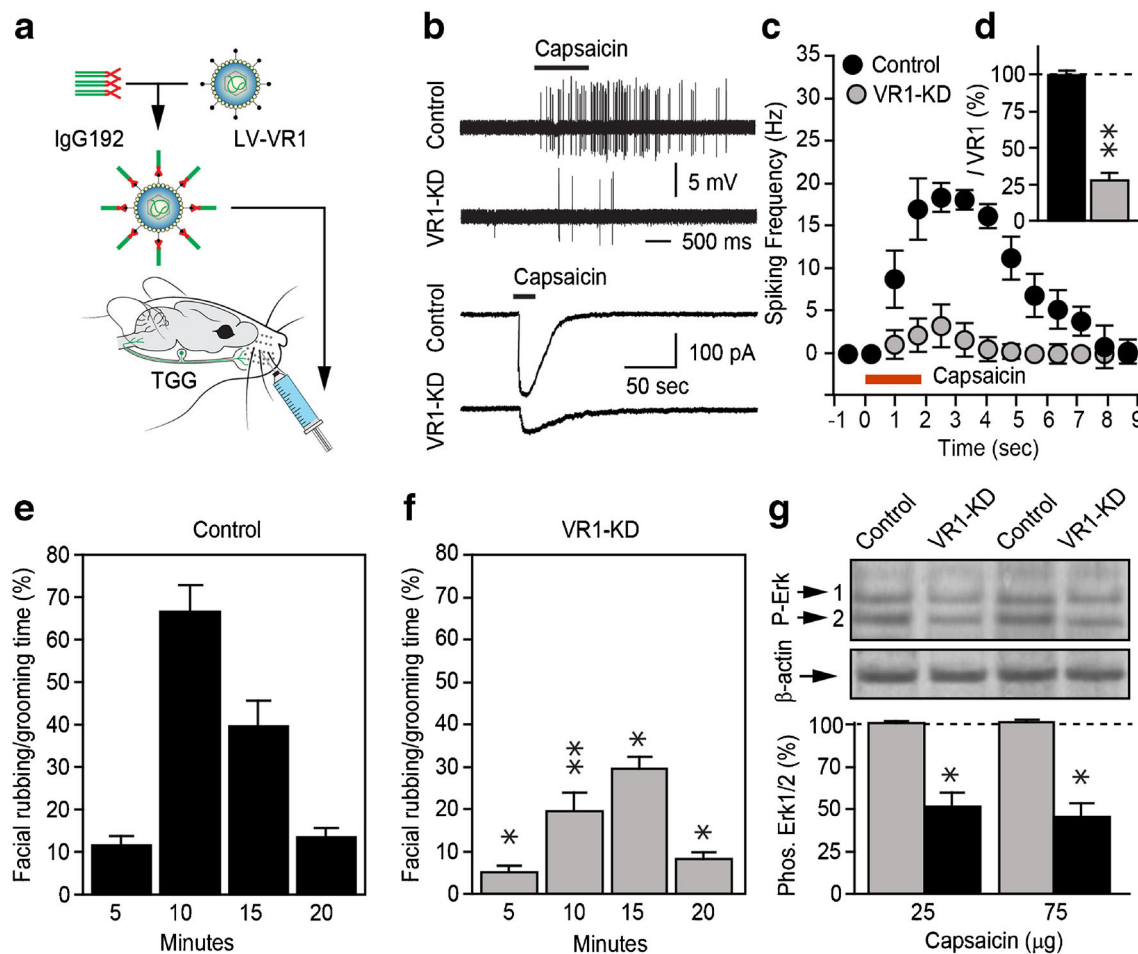 a
IgG192
LV-VR1
TGG
b
Capsaicin
Control
5 mV
VR1-KD
500 ms
Capsaicin
Control
100 pA
50 sec
VR1-KD
c
Control
VR1-KD
Spiking Frequency (Hz)
35
30
25
20
15
10
5
0
Capsaicin
-1 0 1 2 3 4 5 6 7 8 9
Time (sec)
d
I VR1 (%)
100
50
25
0
**
e
Control
Facial rubbing/grooming time (%)
80
70
60
50
40
30
20
10
0
5 10 15 20
Minutes
f
VR1-KD
Facial rubbing/grooming time (%)
80
70
60
50
40
30
20
10
0
* ** * *
5 10 15 20
Minutes
g
Control VR1-KD Control VR1-KD
P-Erk
1
2
β-actin
Phos. Erk1/2 (%)
100
70
50
25
0
* *
25 75
Capsaicin (μg)